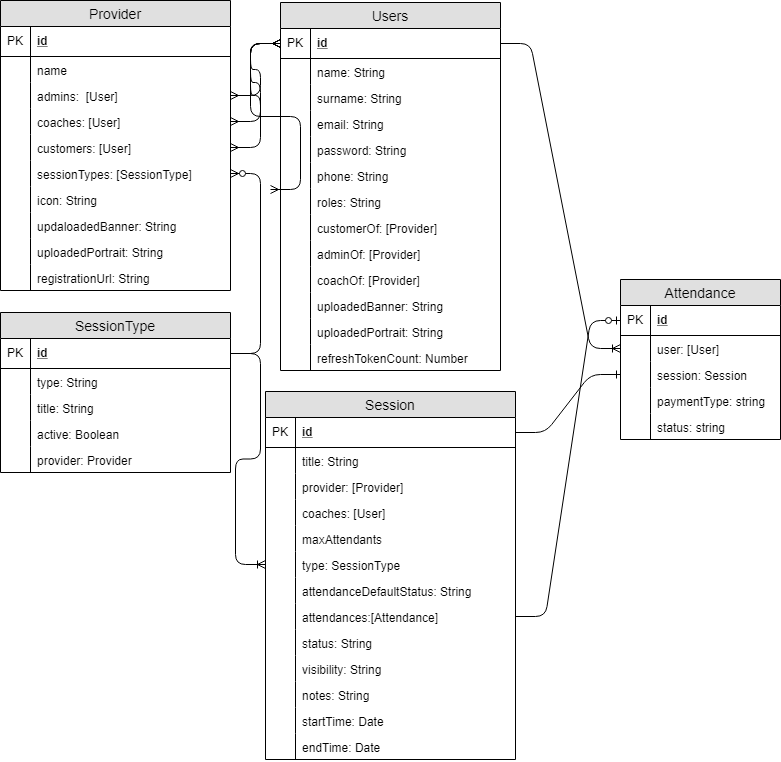 Provider
PK id
name
admins:  [User]
coaches: [User]
customers: [User]
sessionTypes: [SessionType]
icon: String
updaloadedBanner: String
uploadedPortrait: String
registrationUrl: String
Users
PK id
name: String
surname: String
email: String
password: String
phone: String
roles: String
customerOf: [Provider]
adminOf: [Provider]
coachOf: [Provider]
uploadedBanner: String
uploadedPortrait: String
refreshTokenCount: Number
Attendance
PK id
user: [User]
session: Session
paymentType: string
status: string
SessionType
PK id
type: String
title: String
active: Boolean
provider: Provider
Session
PK id
title: String
provider: [Provider]
coaches: [User]
maxAttendants
type: SessionType
attendanceDefaultStatus: String
attendances:[Attendance]
status: String
visibility: String
notes: String
startTime: Date
endTime: Date